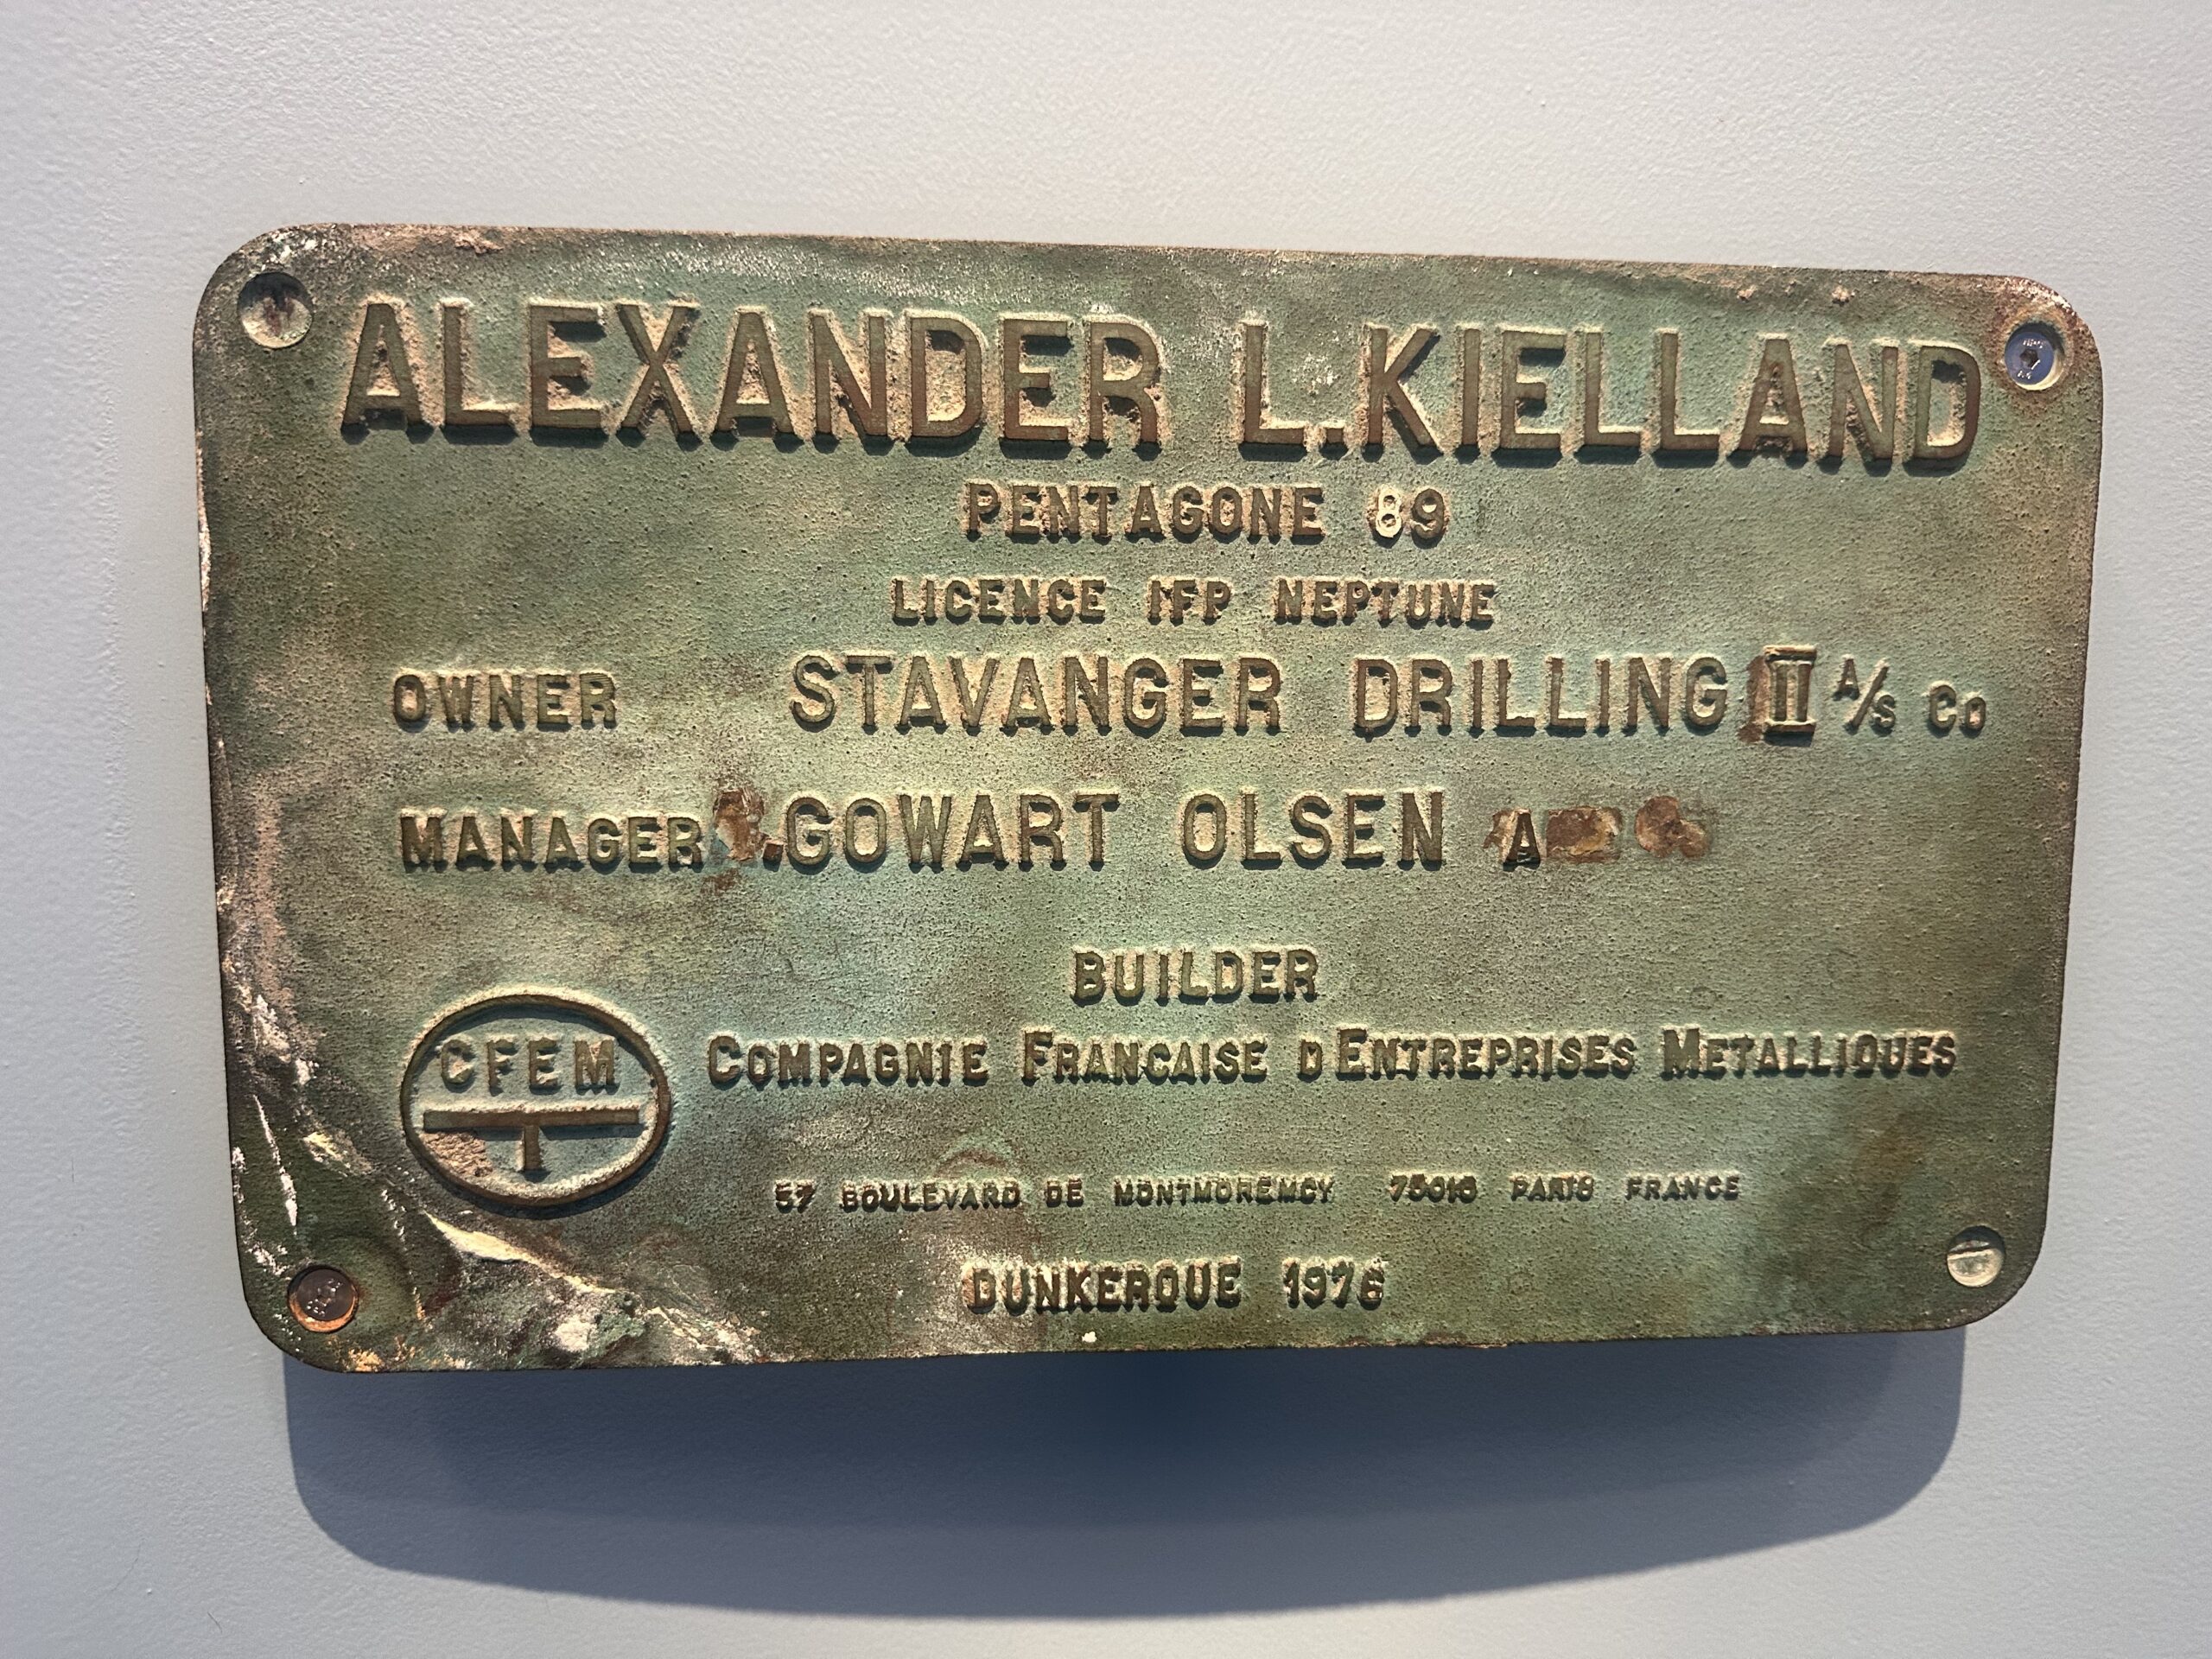 ALEXANDER L.KIELLAND
PENTAGONE 89
LICENCE IFP NEPTUNE
OWNER STAVANGER DRILLING II A/S Co
MANAGER .GOWART OLSEN A
BUILDER
CFEM COMPAGNIE FRANCAISE D ENTREPRISES METALLIQUES
57 BOULEVARD DE MONTMORENCY 75016 PARIS FRANCE
DUNKERQUE 1976